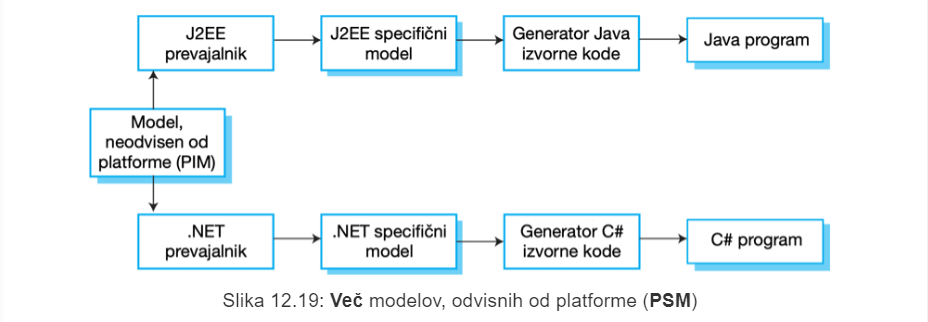 J2EE
prevajalnik
J2EE specifični
model
Generator Java
izvorne kode
Java program
Model,
neodvisen od
platforme (PIM)
.NET
prevajalnik
.NET specifični
model
Generator C#
izvorne kode
C# program
Slika 12.19: Več modelov, odvisnih od platforme (PSM)